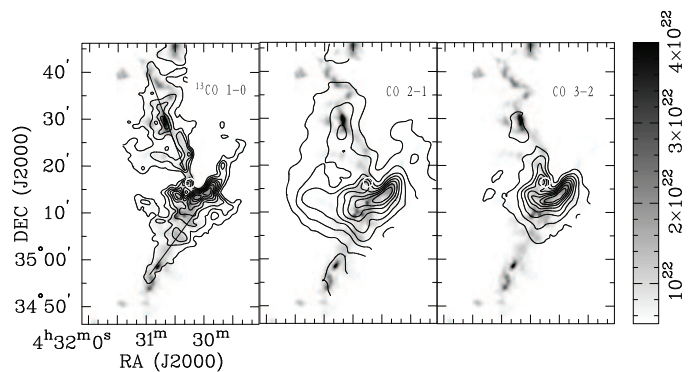 ¹³CO 1-0
CO 2-1
CO 3-2
40′
30′
20′
10′
35°00′
34°50′
DEC (J2000)
4ʰ32ᵐ0ˢ
31ᵐ
30ᵐ
RA (J2000)
4×10²²
3×10²²
2×10²²
10²²